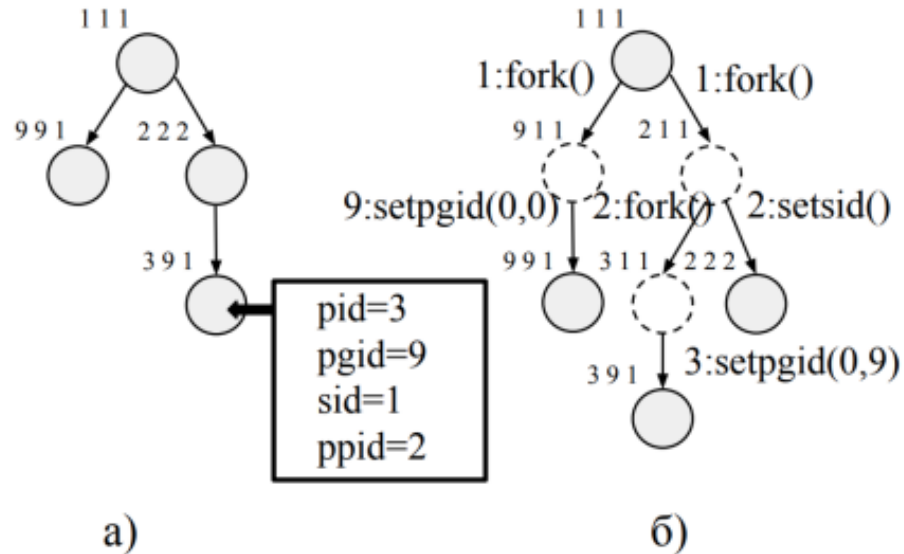 1 1 1
9 9 1
2 2 2
3 9 1
pid=3
pgid=9
sid=1
ppid=2
а)
1 1 1
1:fork()
1:fork()
9 1 1
2 1 1
9:setpgid(0,0)
2:fork()
2:setsid()
9 9 1
3 1 1
2 2 2
3:setpgid(0,9)
3 9 1
б)